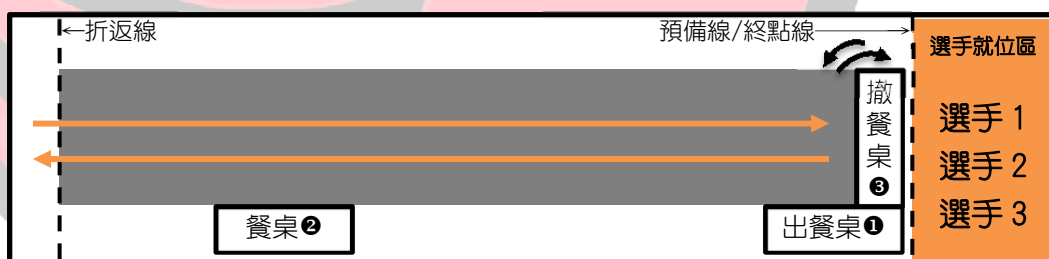 ←折返線
預備線/終點線→
選手就位區
撤餐桌❸
選手 1
選手 2
選手 3
餐桌❷
出餐桌❶